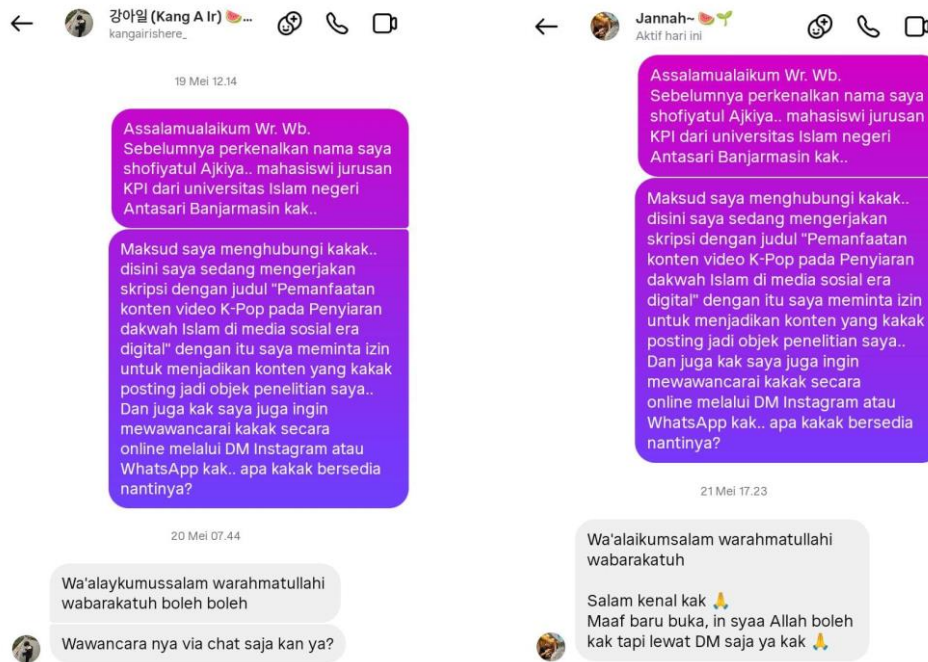 강아일 (Kang A Ir) 🍉...
kangairishere_
19 Mei 12.14
Assalamualaikum Wr. Wb.
Sebelumnya perkenalkan nama saya
shofiyatul Ajkiya.. mahasiswi jurusan
KPI dari universitas Islam negeri
Antasari Banjarmasin kak..
Maksud saya menghubungi kakak..
disini saya sedang mengerjakan
skripsi dengan judul "Pemanfaatan
konten video K-Pop pada Penyiaran
dakwah Islam di media sosial era
digital" dengan itu saya meminta izin
untuk menjadikan konten yang kakak
posting jadi objek penelitian saya..
Dan juga kak saya juga ingin
mewawancarai kakak secara
online melalui DM Instagram atau
WhatsApp kak.. apa kakak bersedia
nantinya?
20 Mei 07.44
Wa'alaykumussalam warahmatullahi
wabarakatuh boleh boleh
Wawancara nya via chat saja kan ya?
Jannah~ 🍉🌱
Aktif hari ini
Assalamualaikum Wr. Wb.
Sebelumnya perkenalkan nama saya
shofiyatul Ajkiya.. mahasiswi jurusan
KPI dari universitas Islam negeri
Antasari Banjarmasin kak..
Maksud saya menghubungi kakak..
disini saya sedang mengerjakan
skripsi dengan judul "Pemanfaatan
konten video K-Pop pada Penyiaran
dakwah Islam di media sosial era
digital" dengan itu saya meminta izin
untuk menjadikan konten yang kakak
posting jadi objek penelitian saya..
Dan juga kak saya juga ingin
mewawancarai kakak secara
online melalui DM Instagram atau
WhatsApp kak.. apa kakak bersedia
nantinya?
21 Mei 17.23
Wa'alaikumsalam warahmatullahi
wabarakatuh
Salam kenal kak 🙏
Maaf baru buka, in syaa Allah boleh
kak tapi lewat DM saja ya kak 🙏